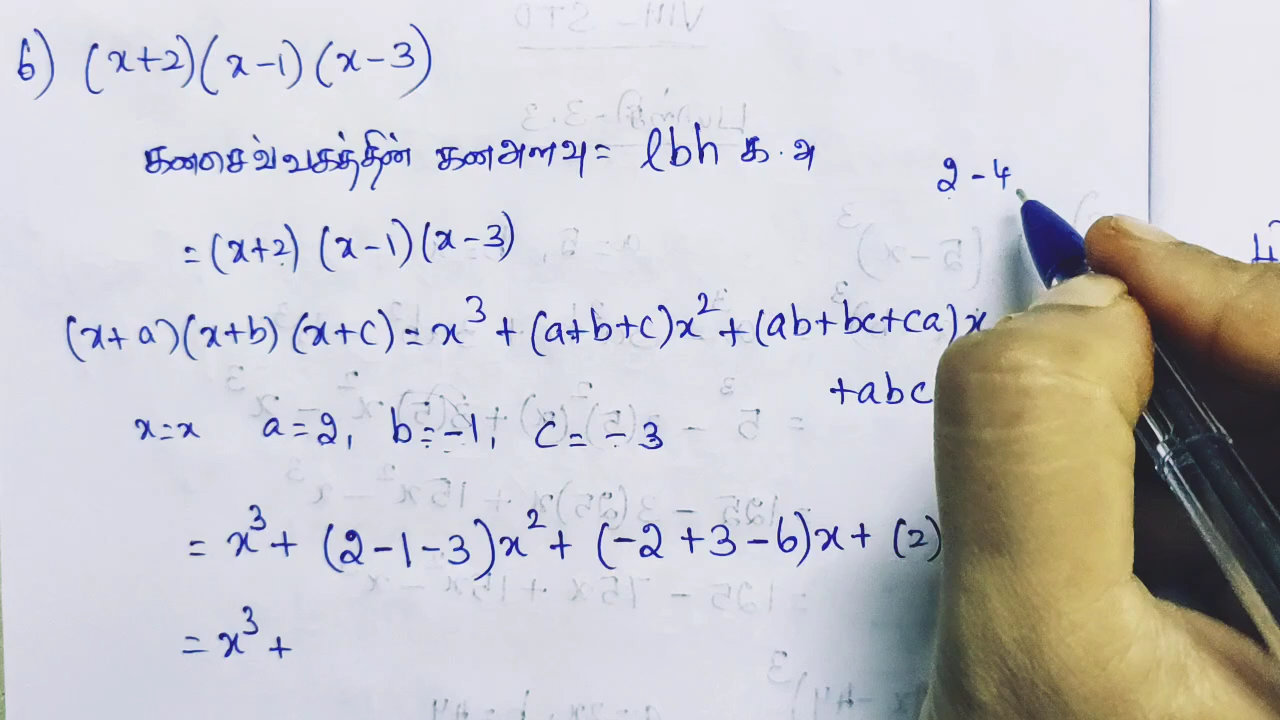 6) (x+2)(x-1)(x-3)
கனசெவ்வகத்தின் கனஅளவு = lbh க.அ
2-4
= (x+2) (x-1)(x-3)
(x+a)(x+b)(x+c) = x³ + (a+b+c)x² + (ab+bc+ca)x
+abc
x=x a=2, b=-1, c=-3
= x³ + (2-1-3)x² + (-2+3-6)x + (2)
= x³ +